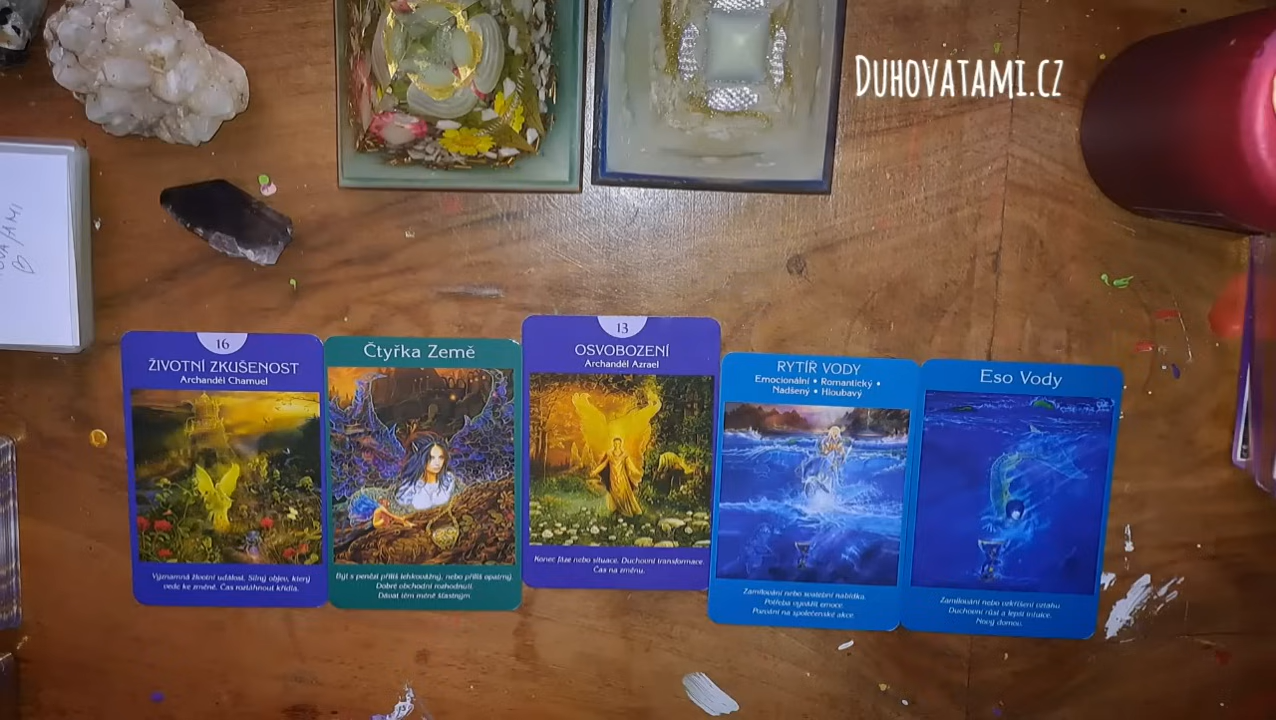 DUHOVATAMI.CZ
16
ŽIVOTNÍ ZKUŠENOST
Archanděl Chamuel
Významná životní událost. Silný objev, který
vede ke změně. Čas roztáhnout křídla.
Čtyřka Země
Být s penězi příliš lehkovážný, nebo příliš opatrný.
Dobré obchodní rozhodnutí.
Dávat těm méně šťastným.
13
OSVOBOZENÍ
Archanděl Azrael
Konec fáze nebo situace. Duchovní transformace.
Čas na změnu.
RYTÍŘ VODY
Emocionální • Romantický •
Nadšený • Hloubavý
Zamilování nebo svatební nabídka.
Potřeba vyjádřit emoce.
Pozvání na společenské akce.
Eso Vody
Zamilování nebo vzkříšení vztahu.
Duchovní růst a lepší intuice.
Nový domov.